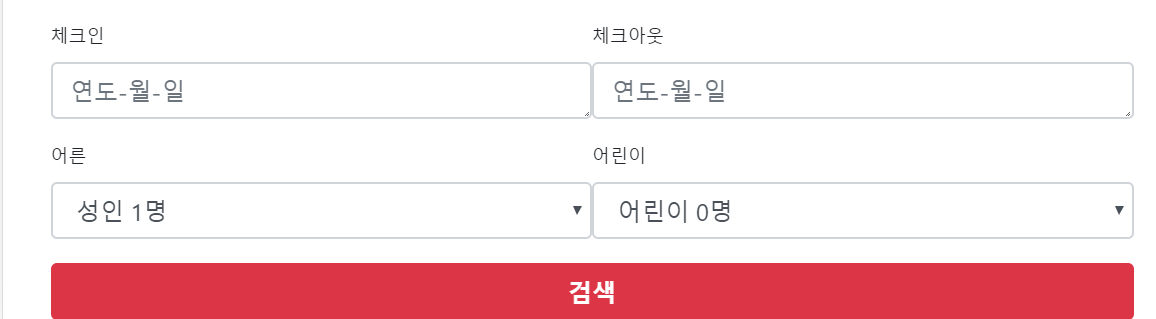 체크인 체크아웃
연도-월-일 연도-월-일
어른 어린이
성인 1명 어린이 0명
검색